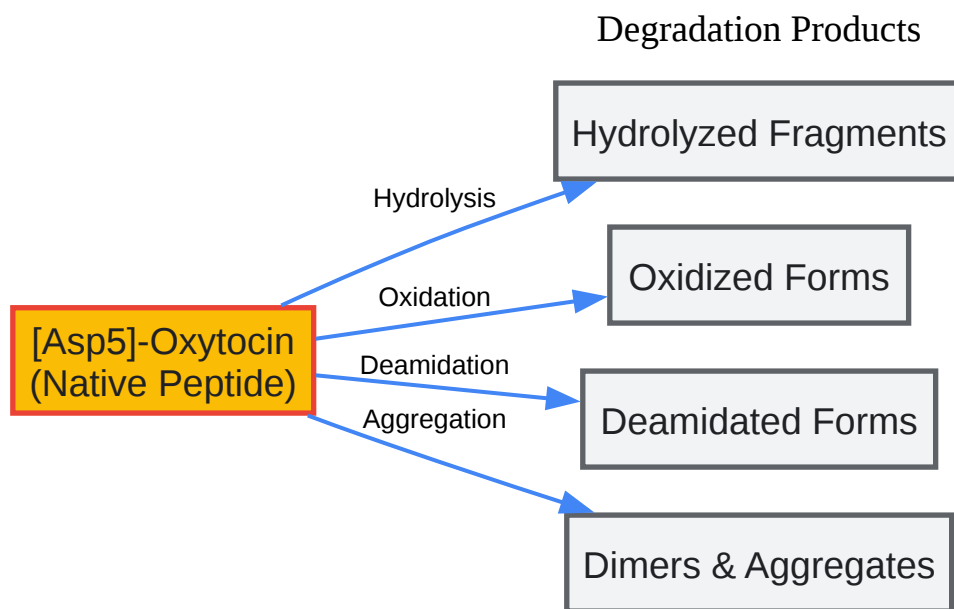 Degradation Products
Hydrolyzed Fragments
Hydrolysis
Oxidized Forms
Oxidation
[Asp5]-Oxytocin
(Native Peptide)
Deamidation
Deamidated Forms
Aggregation
Dimers & Aggregates